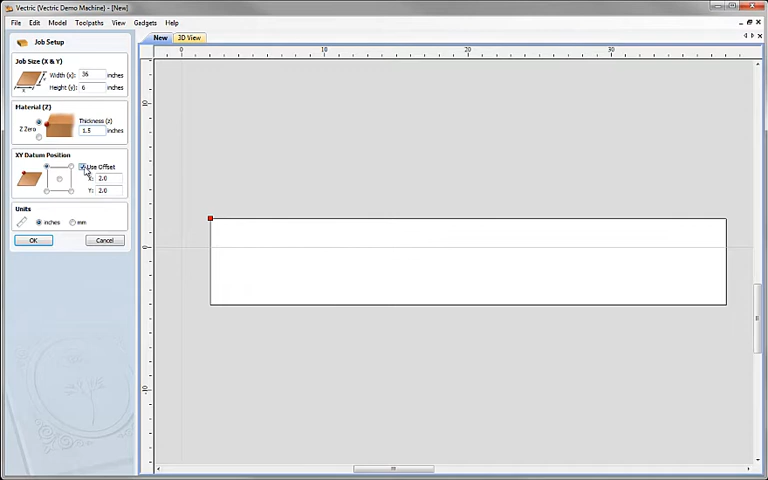 Vectric (Vectric Demo Machine) - [New]
File Edit Model Toolpaths View Gadgets Help
Job Setup
New 3D View
0 10 20 30
Job Size (X & Y)
Width (x): 36 inches
Height (y): 6 inches
Material (Z)
Thickness (z)
Z Zero 1.5 inches
XY Datum Position
Use Offset
X: 2.0
Y: 2.0
Units
inches mm
OK Cancel
10
0
-10